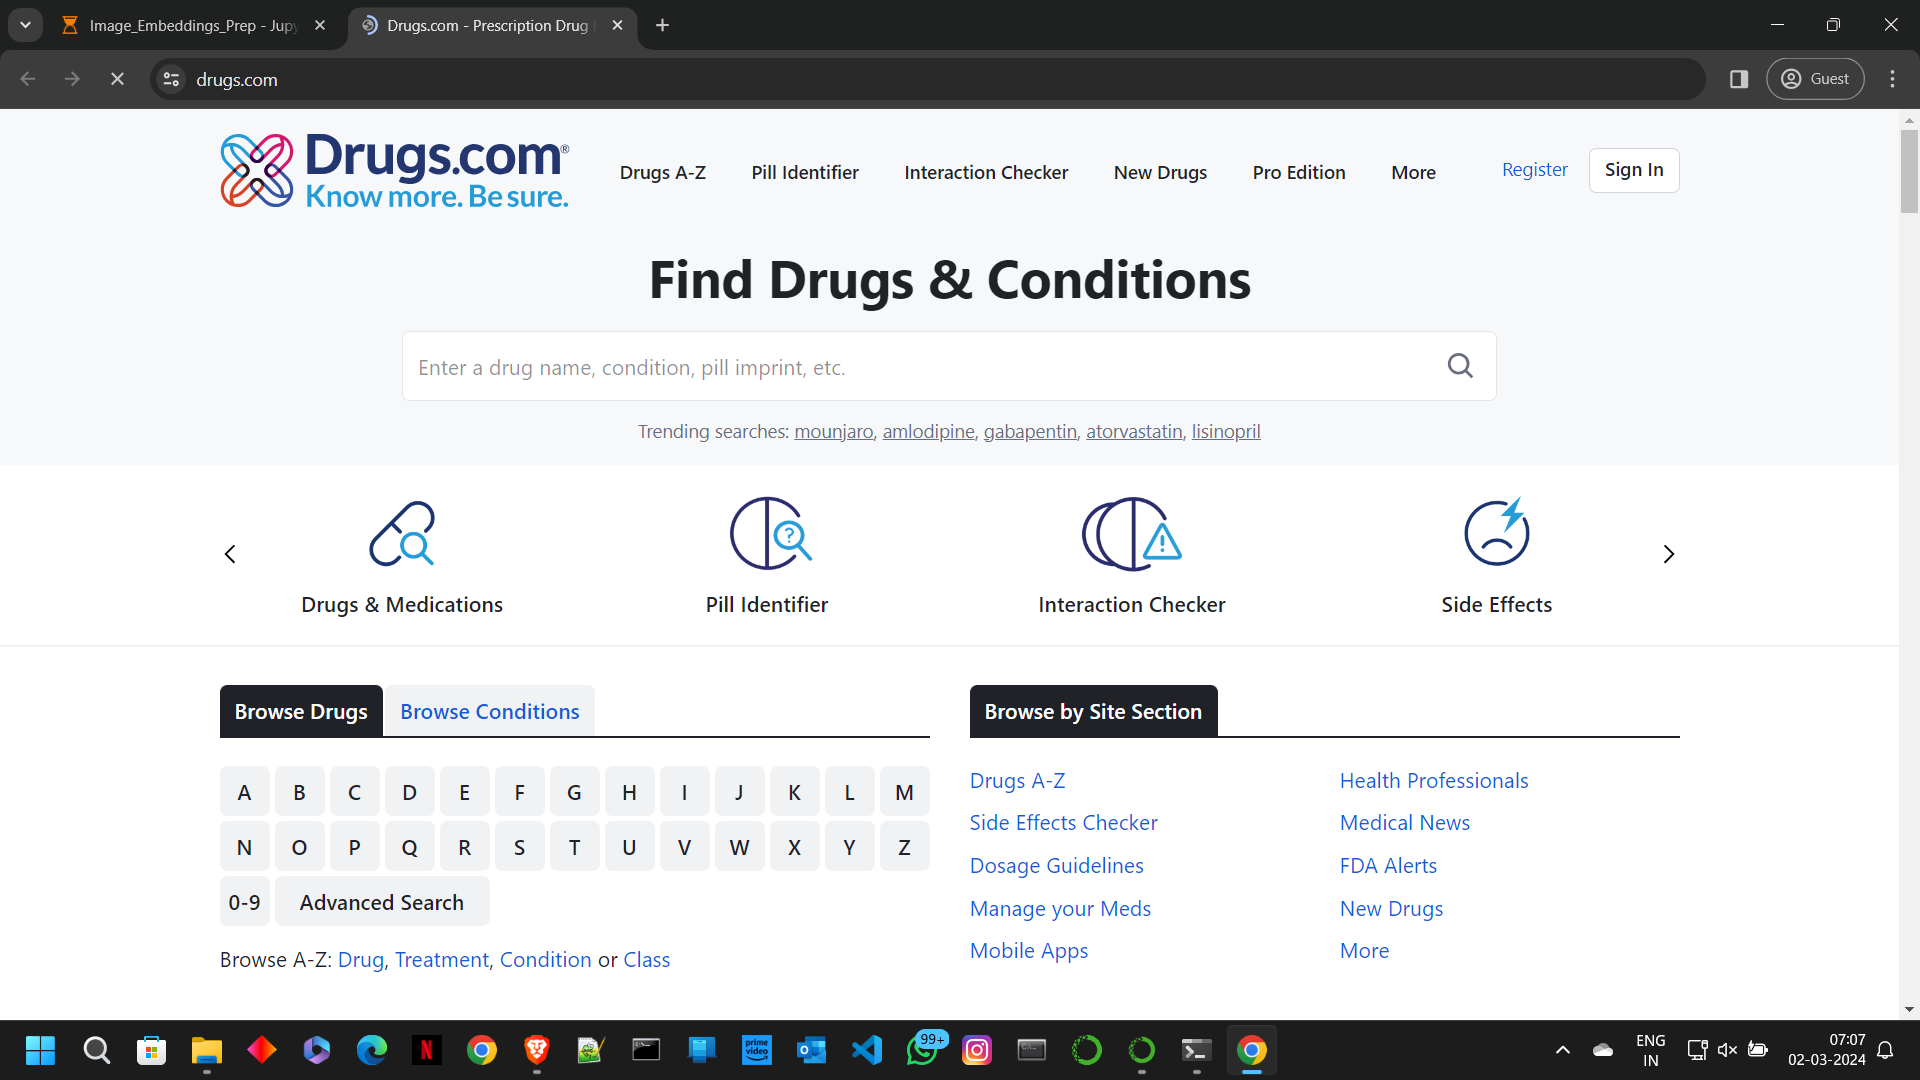 Image_Embeddings_Prep - Jupy
Drugs.com - Prescription Drug
drugs.com
Guest
Drugs.com®
Know more. Be sure.
Drugs A-Z
Pill Identifier
Interaction Checker
New Drugs
Pro Edition
More
Register
Sign In
Find Drugs & Conditions
Enter a drug name, condition, pill imprint, etc.
Trending searches: mounjaro, amlodipine, gabapentin, atorvastatin, lisinopril
?
!
Drugs & Medications
Pill Identifier
Interaction Checker
Side Effects
Browse Drugs
Browse Conditions
A B C D E F G H I J K L M
N O P Q R S T U V W X Y Z
0-9 Advanced Search
Browse A-Z: Drug, Treatment, Condition or Class
Browse by Site Section
Drugs A-Z
Side Effects Checker
Dosage Guidelines
Manage your Meds
Mobile Apps
Health Professionals
Medical News
FDA Alerts
New Drugs
More
N
prime video
99+
ENG
IN
07:07
02-03-2024